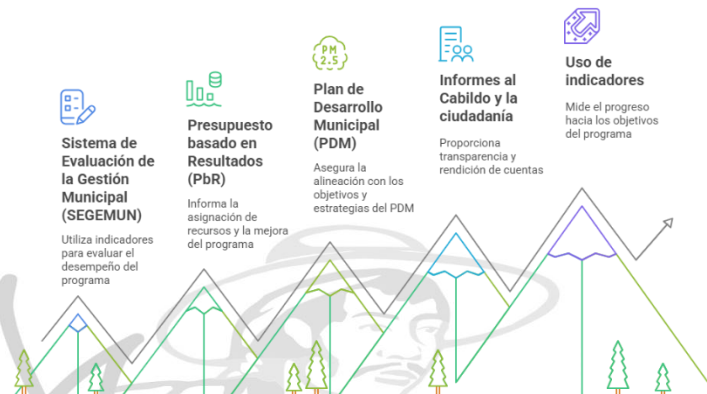 Sistema de
Evaluación de
la Gestión
Municipal
(SEGEMUN)
Utiliza indicadores
para evaluar el
desempeño del
programa
Presupuesto
basado en
Resultados
(PbR)
Informa la
asignación de
recursos y la mejora
del programa
PM
2.5
Plan de
Desarrollo
Municipal
(PDM)
Asegura la
alineación con los
objetivos y
estrategias del PDM
Informes al
Cabildo y la
ciudadanía
Proporciona
transparencia y
rendición de cuentas
Uso de
indicadores
Mide el progreso
hacia los objetivos
del programa